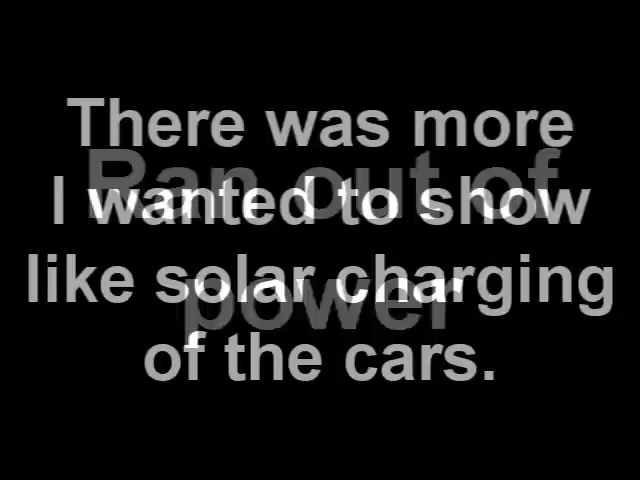 There was more
I wanted to show
like solar charging
of the cars.
Ran out of
power